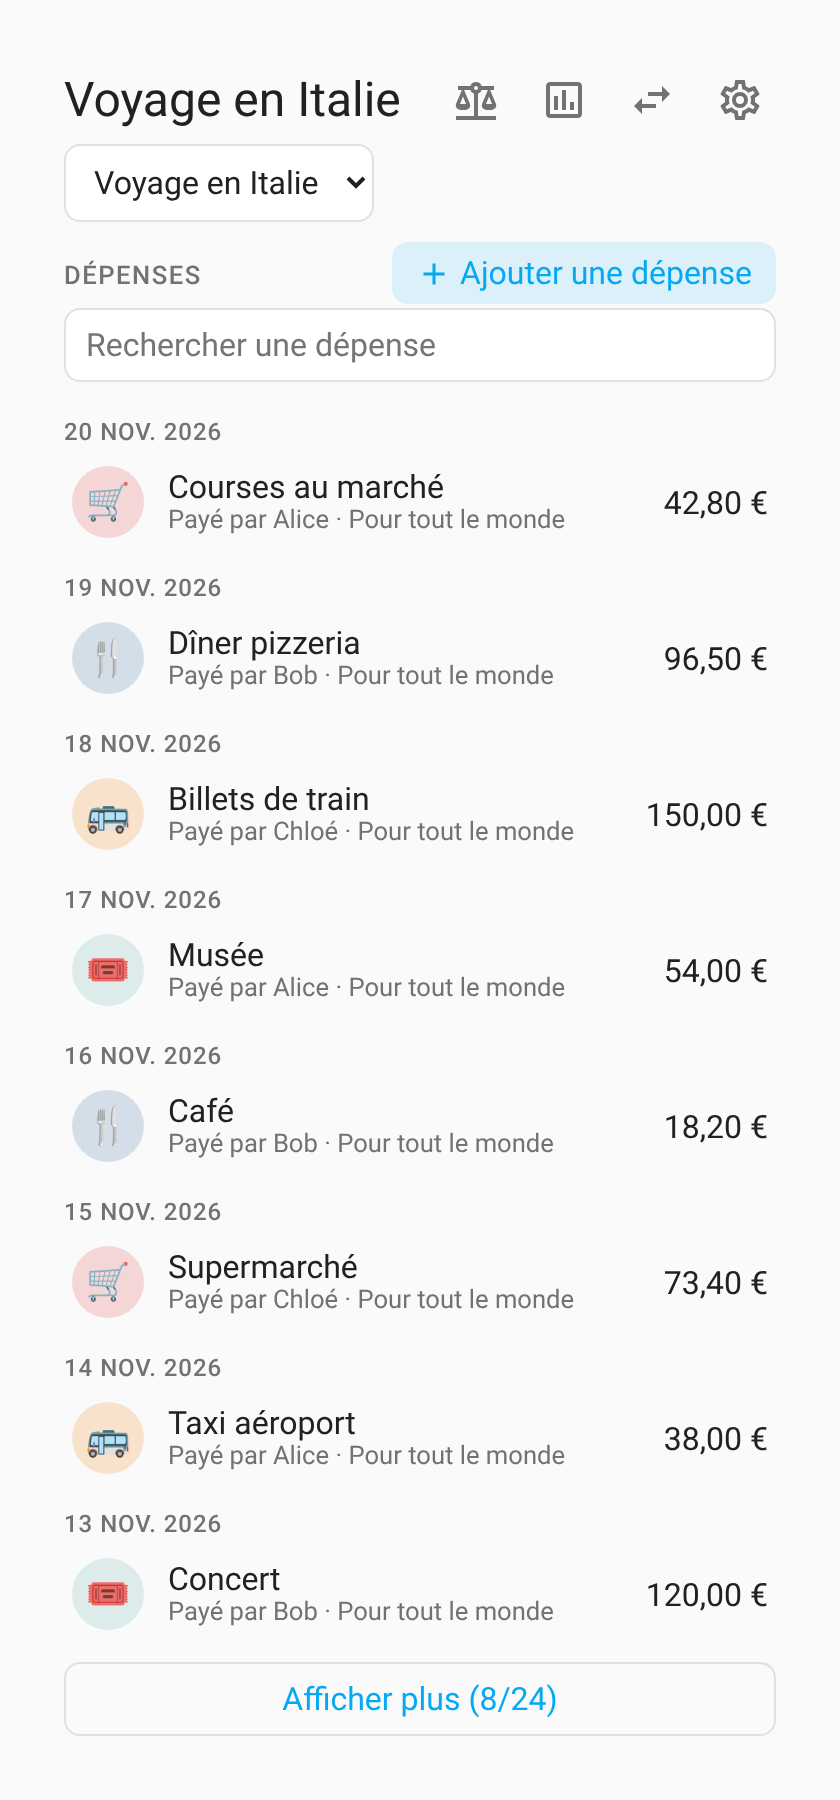 Voyage en Italie
Voyage en Italie
DÉPENSES
+ Ajouter une dépense
Rechercher une dépense
20 NOV. 2026
Courses au marché
42,80 €
Payé par Alice · Pour tout le monde
19 NOV. 2026
Dîner pizzeria
96,50 €
Payé par Bob · Pour tout le monde
18 NOV. 2026
Billets de train
150,00 €
Payé par Chloé · Pour tout le monde
17 NOV. 2026
Musée
54,00 €
Payé par Alice · Pour tout le monde
16 NOV. 2026
Café
18,20 €
Payé par Bob · Pour tout le monde
15 NOV. 2026
Supermarché
73,40 €
Payé par Chloé · Pour tout le monde
14 NOV. 2026
Taxi aéroport
38,00 €
Payé par Alice · Pour tout le monde
13 NOV. 2026
Concert
120,00 €
Payé par Bob · Pour tout le monde
Afficher plus (8/24)